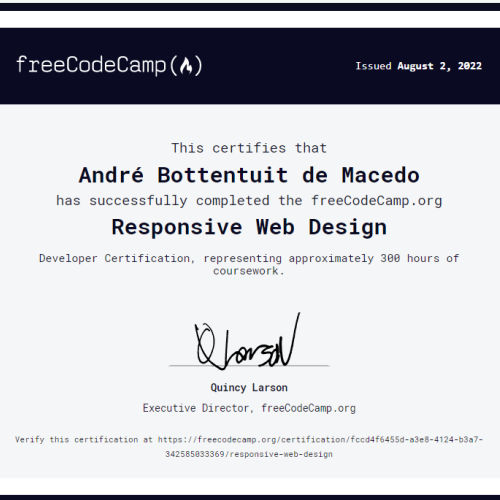 freeCodeCamp(🔥)
Issued August 2, 2022
This certifies that
André Bottentuit de Macedo
has successfully completed the freeCodeCamp.org
Responsive Web Design
Developer Certification, representing approximately 300 hours of
coursework.
QLarson
Quincy Larson
Executive Director, freeCodeCamp.org
Verify this certification at https://freecodecamp.org/certification/fccd4f6455d-a3e8-4124-b3a7-
342585033369/responsive-web-design